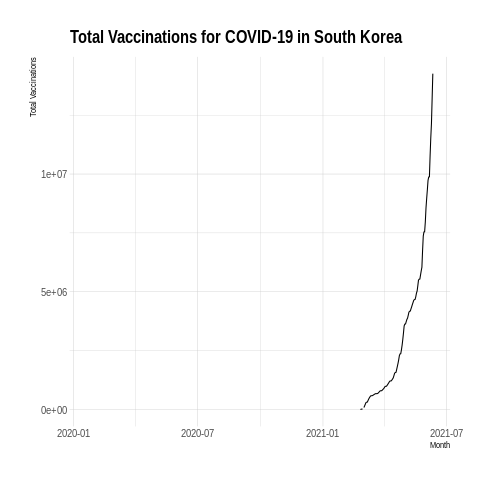 Total Vaccinations for COVID-19 in South Korea
Total Vaccinations
1e+07
5e+06
0e+00
2020-01 2020-07 2021-01 2021-07
Month